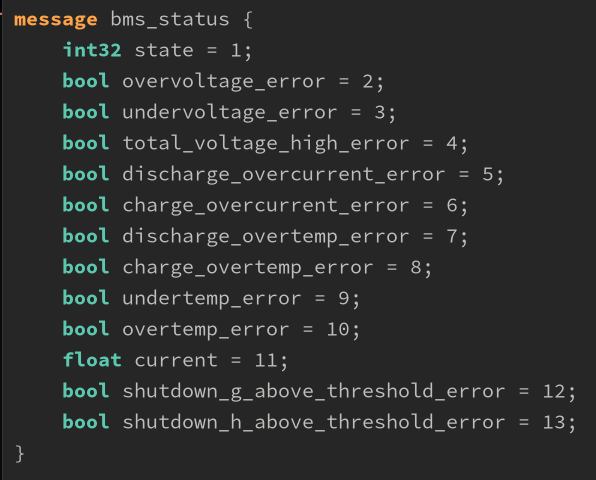 message bms_status {
int32 state = 1;
bool overvoltage_error = 2;
bool undervoltage_error = 3;
bool total_voltage_high_error = 4;
bool discharge_overcurrent_error = 5;
bool charge_overcurrent_error = 6;
bool discharge_overtemp_error = 7;
bool charge_overtemp_error = 8;
bool undertemp_error = 9;
bool overtemp_error = 10;
float current = 11;
bool shutdown_g_above_threshold_error = 12;
bool shutdown_h_above_threshold_error = 13;
}